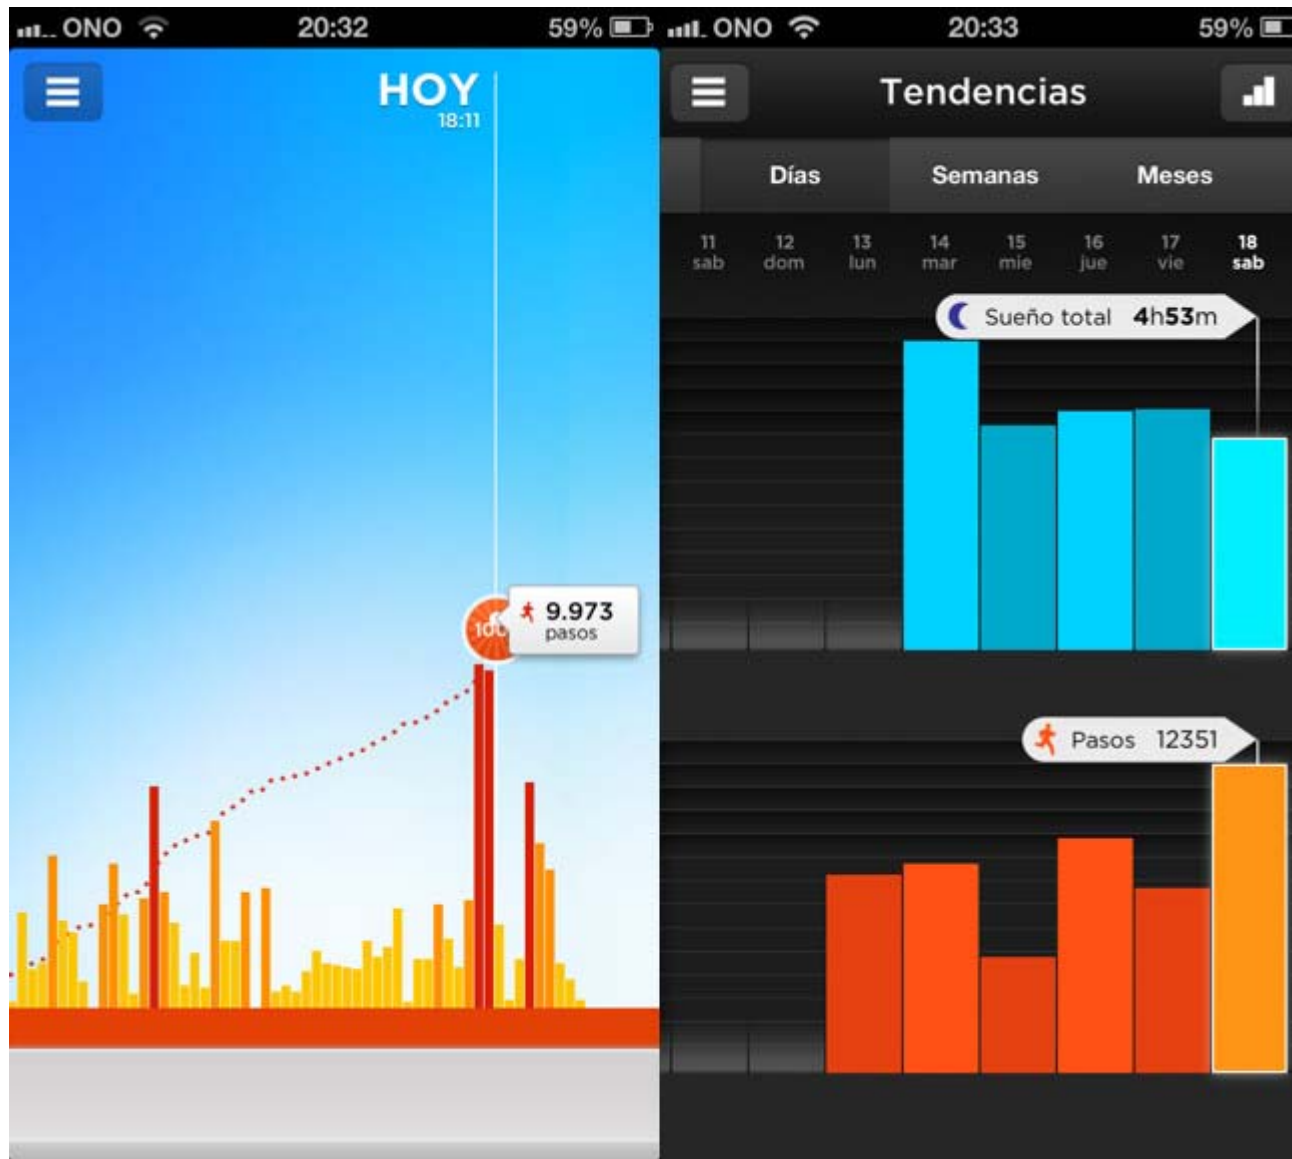 ONO 20:32 59%
HOY
18:11
100
9.973
pasos
ONO 20:33 59%
Tendencias
Días Semanas Meses
11 12 13 14 15 16 17 18
sab dom lun mar mie jue vie sab
Sueño total 4h53m
Pasos 12351